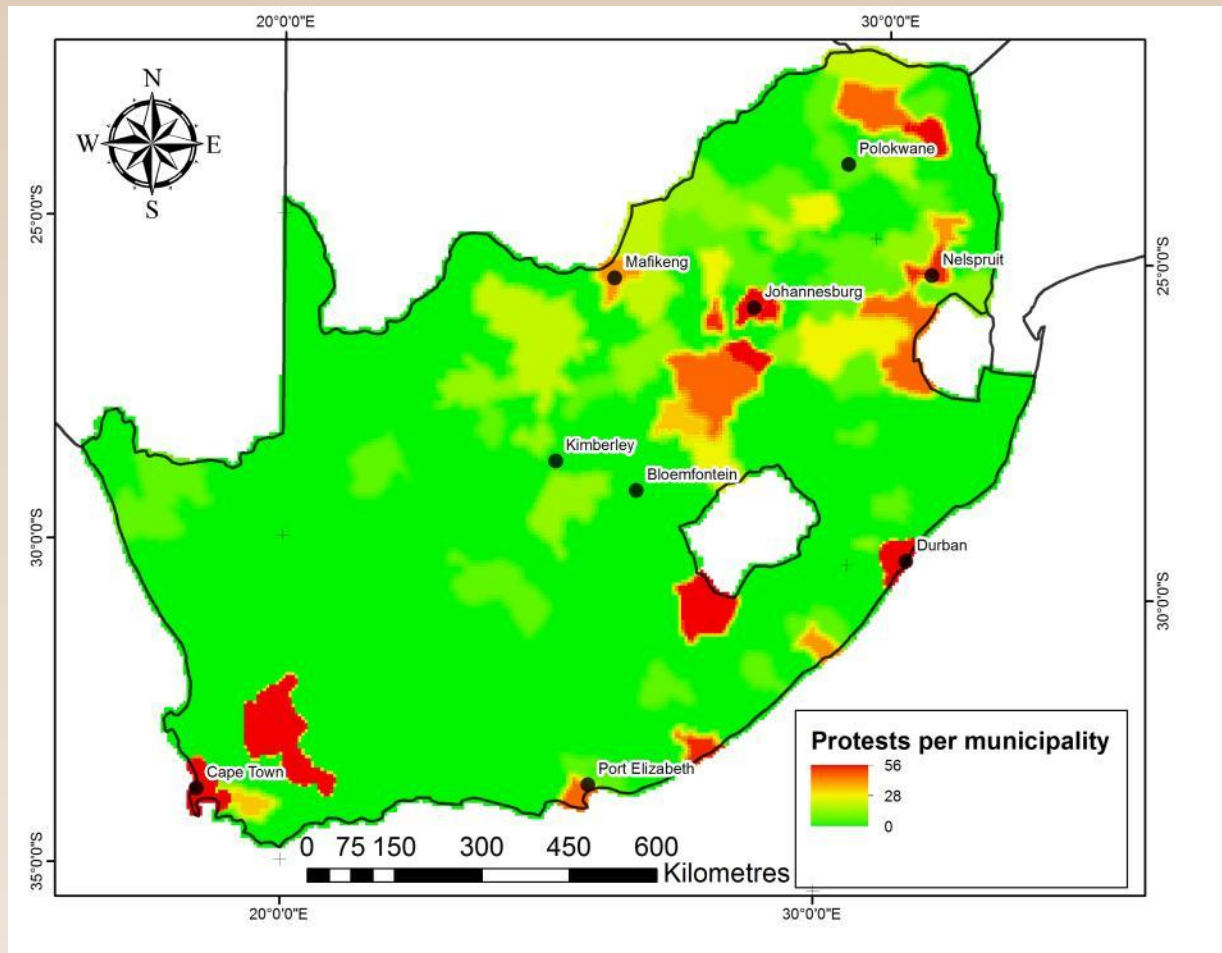 20°0'0"E
30°0'0"E
N
W
E
S
25°0'0"S
25°0'0"S
Polokwane
Mafikeng
Nelspruit
Johannesburg
Kimberley
Bloemfontein
30°0'0"S
Durban
30°0'0"S
Cape Town
Port Elizabeth
Protests per municipality
56
28
0
35°0'0"S
0 75 150 300 450 600
Kilometres
20°0'0"E
30°0'0"E